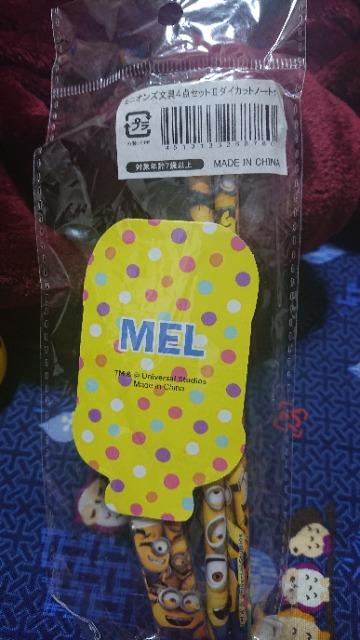 ミニオンズ文具4点セットⅡダイカットノート
プラ
対象年齢7歳以上
MADE IN CHINA
MEL
TM & © Universal Studios
Made in China